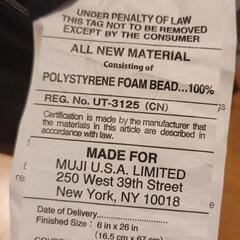 UNDER PENALTY OF LAW
THIS TAG NOT TO BE REMOVED
EXCEPT BY THE CONSUMER
ALL NEW MATERIAL
Consisting of
POLYSTYRENE FOAM BEAD...100%
REG. No. UT-3125 (CN)
Certification is made by the manufacturer that
the materials in this article are described in
accordance with law.
MADE FOR
MUJI U.S.A. LIMITED
250 West 39th Street
New York, NY 10018
Date of Delivery
Finished Size : 6 in x 26 in
(16.5 cm x 67 cm)